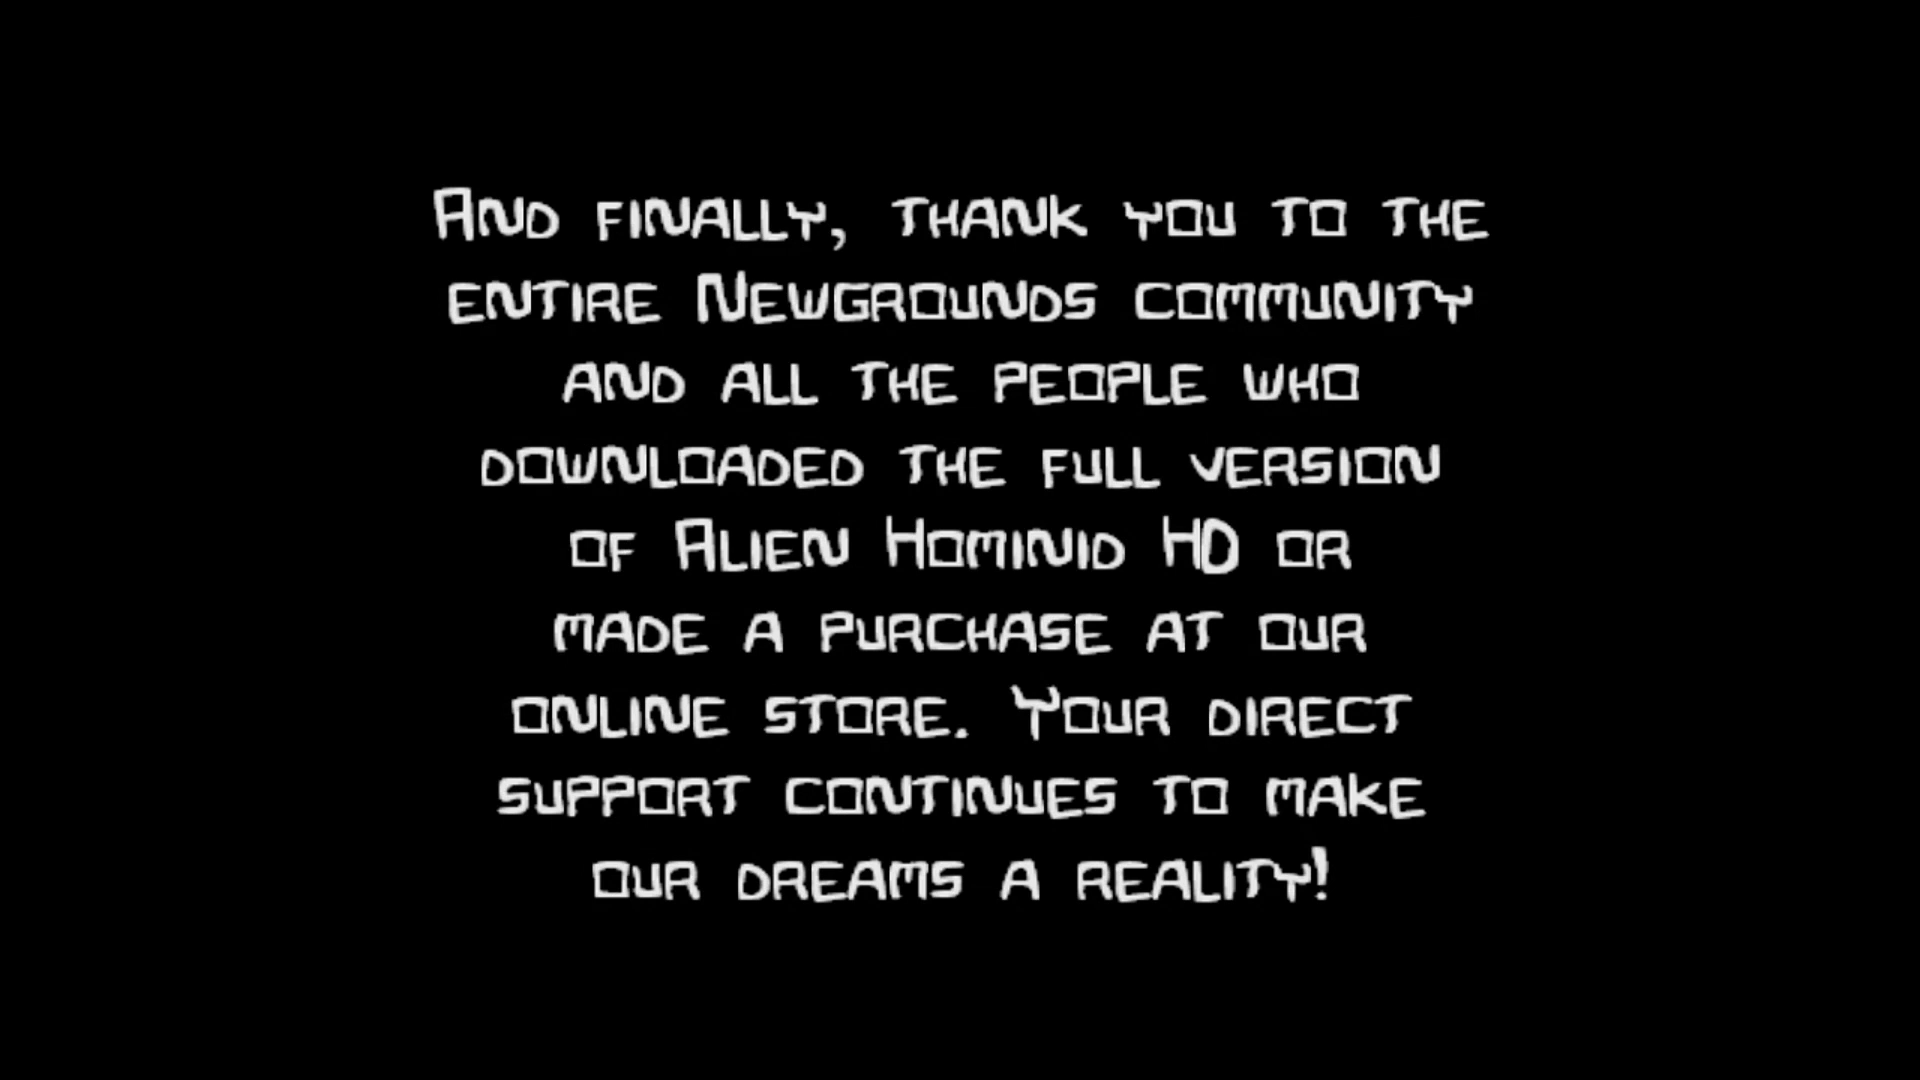 And finally, thank you to the
entire Newgrounds community
and all the people who
downloaded the full version
of Alien Hominid HD or
made a purchase at our
online store. Your direct
support continues to make
our dreams a reality!